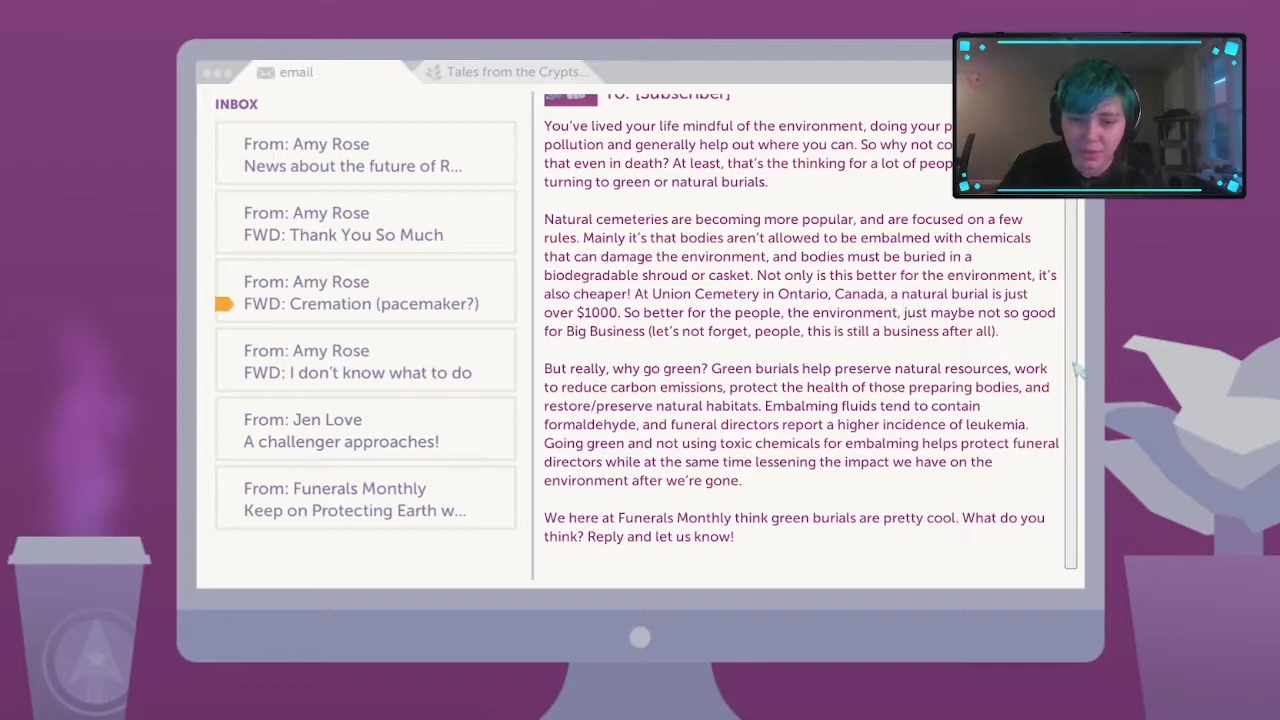 email
Tales from the Crypts...
INBOX
From: Amy Rose
News about the future of R...
From: Amy Rose
FWD: Thank You So Much
From: Amy Rose
FWD: Cremation (pacemaker?)
From: Amy Rose
FWD: I don't know what to do
From: Jen Love
A challenger approaches!
From: Funerals Monthly
Keep on Protecting Earth w...
To: [Subscriber]
You've lived your life mindful of the environment, doing your p
pollution and generally help out where you can. So why not co
that even in death? At least, that's the thinking for a lot of peop
turning to green or natural burials.
Natural cemeteries are becoming more popular, and are focused on a few
rules. Mainly it's that bodies aren't allowed to be embalmed with chemicals
that can damage the environment, and bodies must be buried in a
biodegradable shroud or casket. Not only is this better for the environment, it's
also cheaper! At Union Cemetery in Ontario, Canada, a natural burial is just
over $1000. So better for the people, the environment, just maybe not so good
for Big Business (let's not forget, people, this is still a business after all).
But really, why go green? Green burials help preserve natural resources, work
to reduce carbon emissions, protect the health of those preparing bodies, and
restore/preserve natural habitats. Embalming fluids tend to contain
formaldehyde, and funeral directors report a higher incidence of leukemia.
Going green and not using toxic chemicals for embalming helps protect funeral
directors while at the same time lessening the impact we have on the
environment after we're gone.
We here at Funerals Monthly think green burials are pretty cool. What do you
think? Reply and let us know!